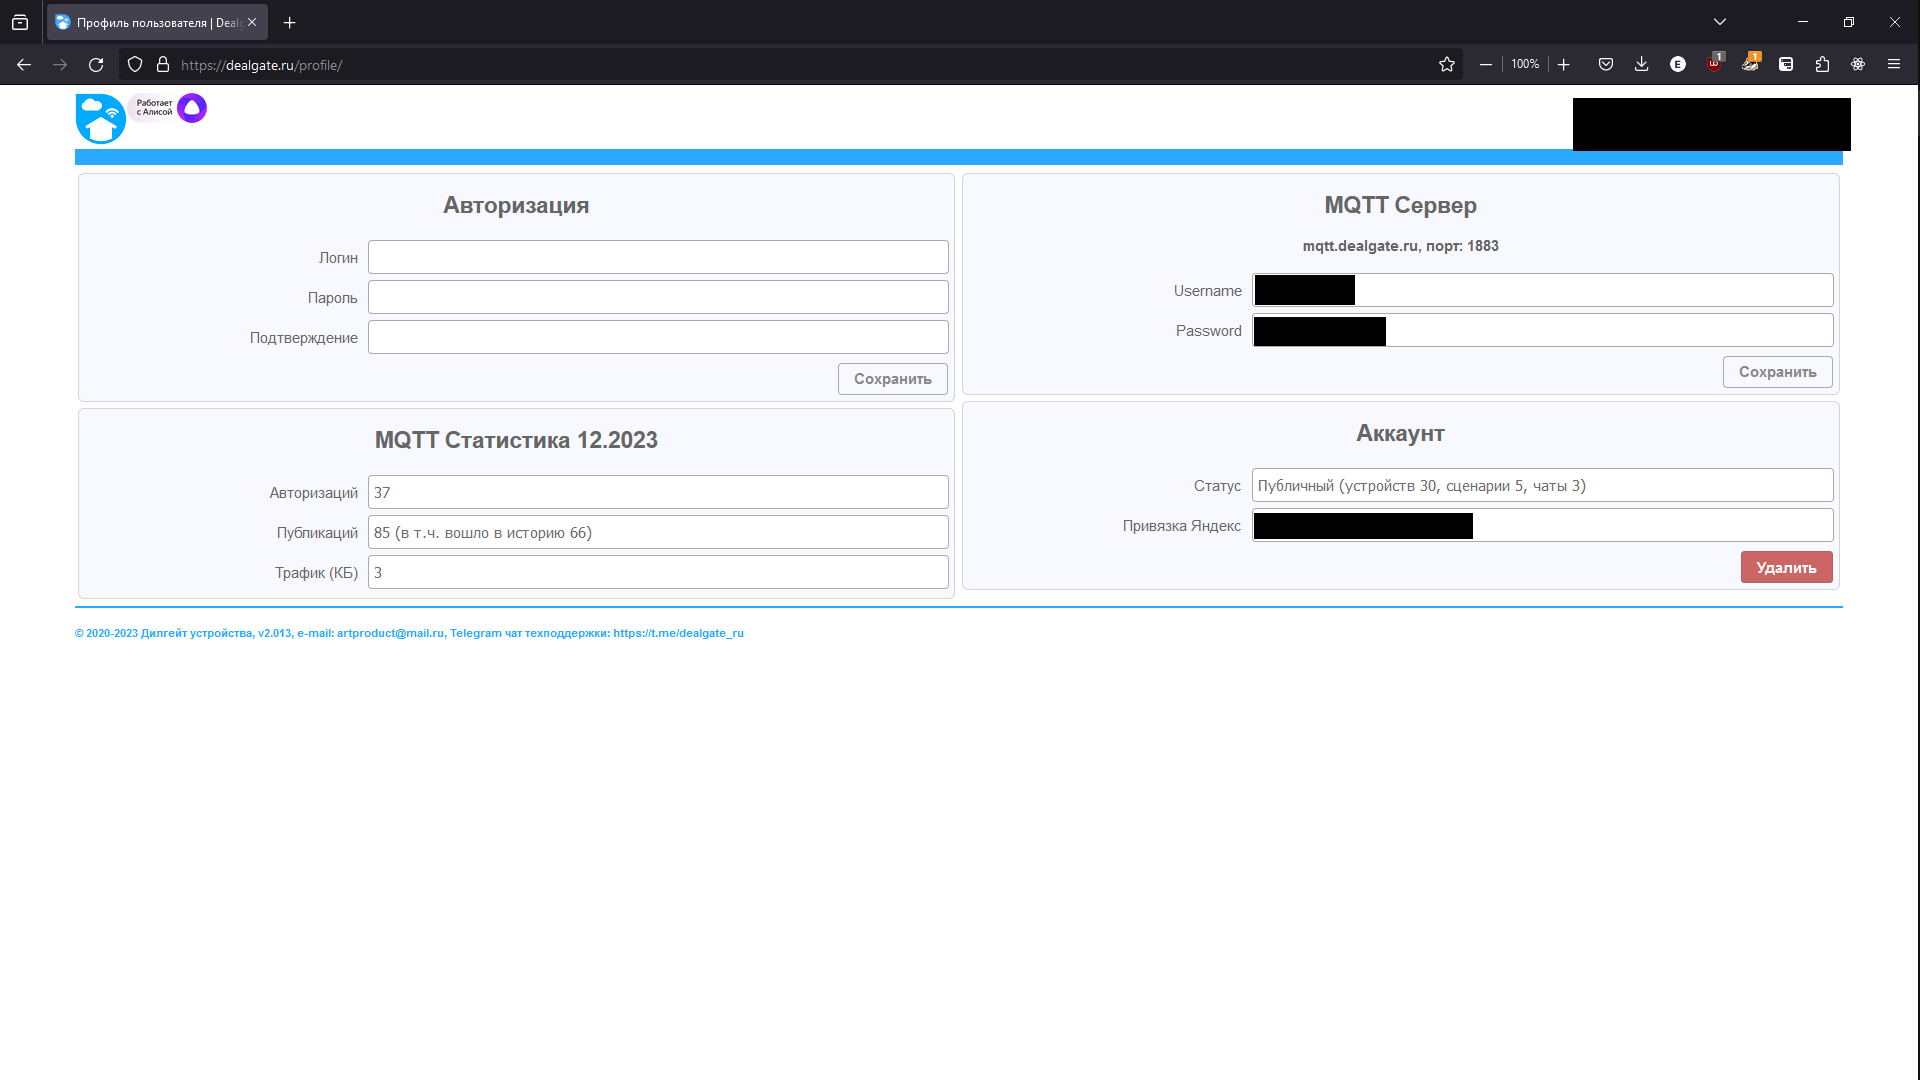 Профиль пользователя | Deal
https://dealgate.ru/profile/
100%
1
1
Работает
с Алисой
Авторизация
Логин
Пароль
Подтверждение
Сохранить
MQTT Сервер
mqtt.dealgate.ru, порт: 1883
Username
Password
Сохранить
MQTT Статистика 12.2023
Авторизаций 37
Публикаций 85 (в т.ч. вошло в историю 66)
Трафик (КБ) 3
Аккаунт
Статус Публичный (устройств 30, сценарии 5, чаты 3)
Привязка Яндекс
Удалить
© 2020-2023 Дилгейт устройства, v2.013, e-mail: artproduct@mail.ru, Telegram чат техподдержки: https://t.me/dealgate_ru